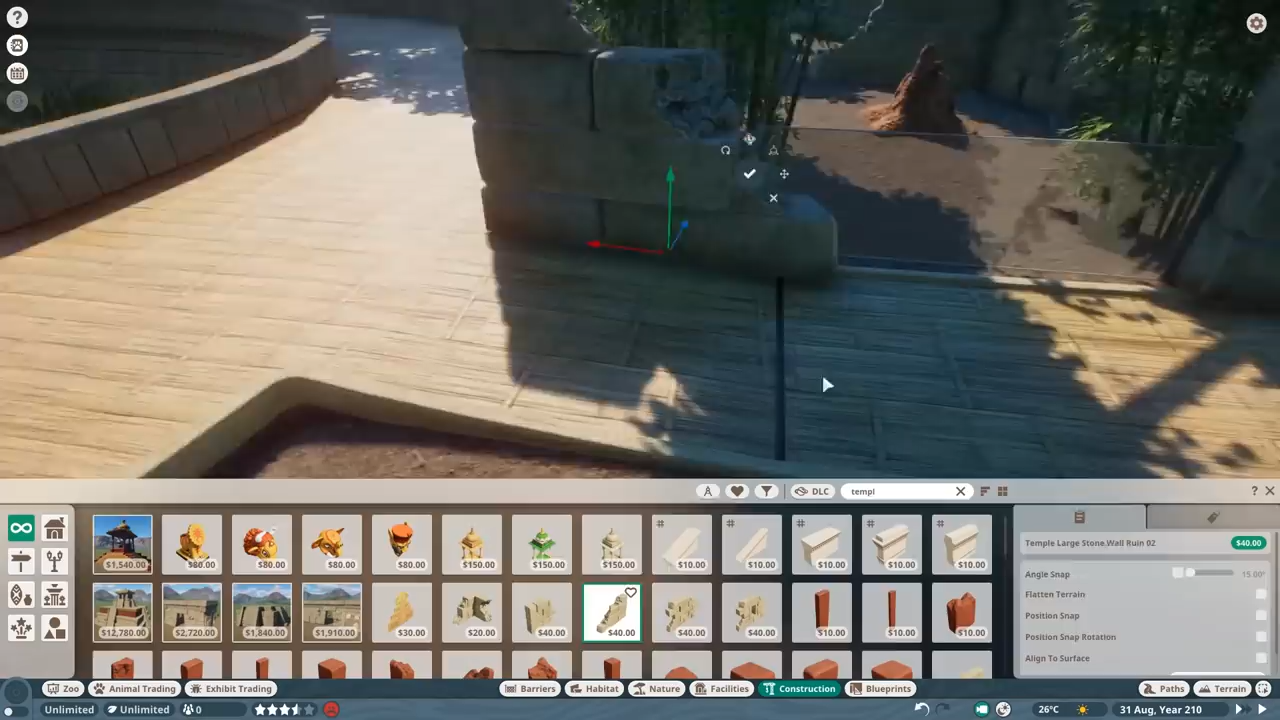 ?
DLC
templ
? ×
$1,540.00 $80.00 $80.00 $80.00 $80.00 $150.00 $150.00 $150.00 $10.00 $10.00 $10.00 $10.00 $10.00
Temple Large Stone Wall Ruin 02 $40.00
Angle Snap 15.00°
Flatten Terrain
$12,780.00 $2,720.00 $1,840.00 $1,910.00 $30.00 $20.00 $40.00 $40.00 $40.00 $40.00 $10.00 $10.00 $10.00
Position Snap
Position Snap Rotation
Align To Surface
Zoo Animal Trading Exhibit Trading Barriers Habitat Nature Facilities Construction Blueprints Paths Terrain
Unlimited Unlimited 0 26°C 31 Aug, Year 210